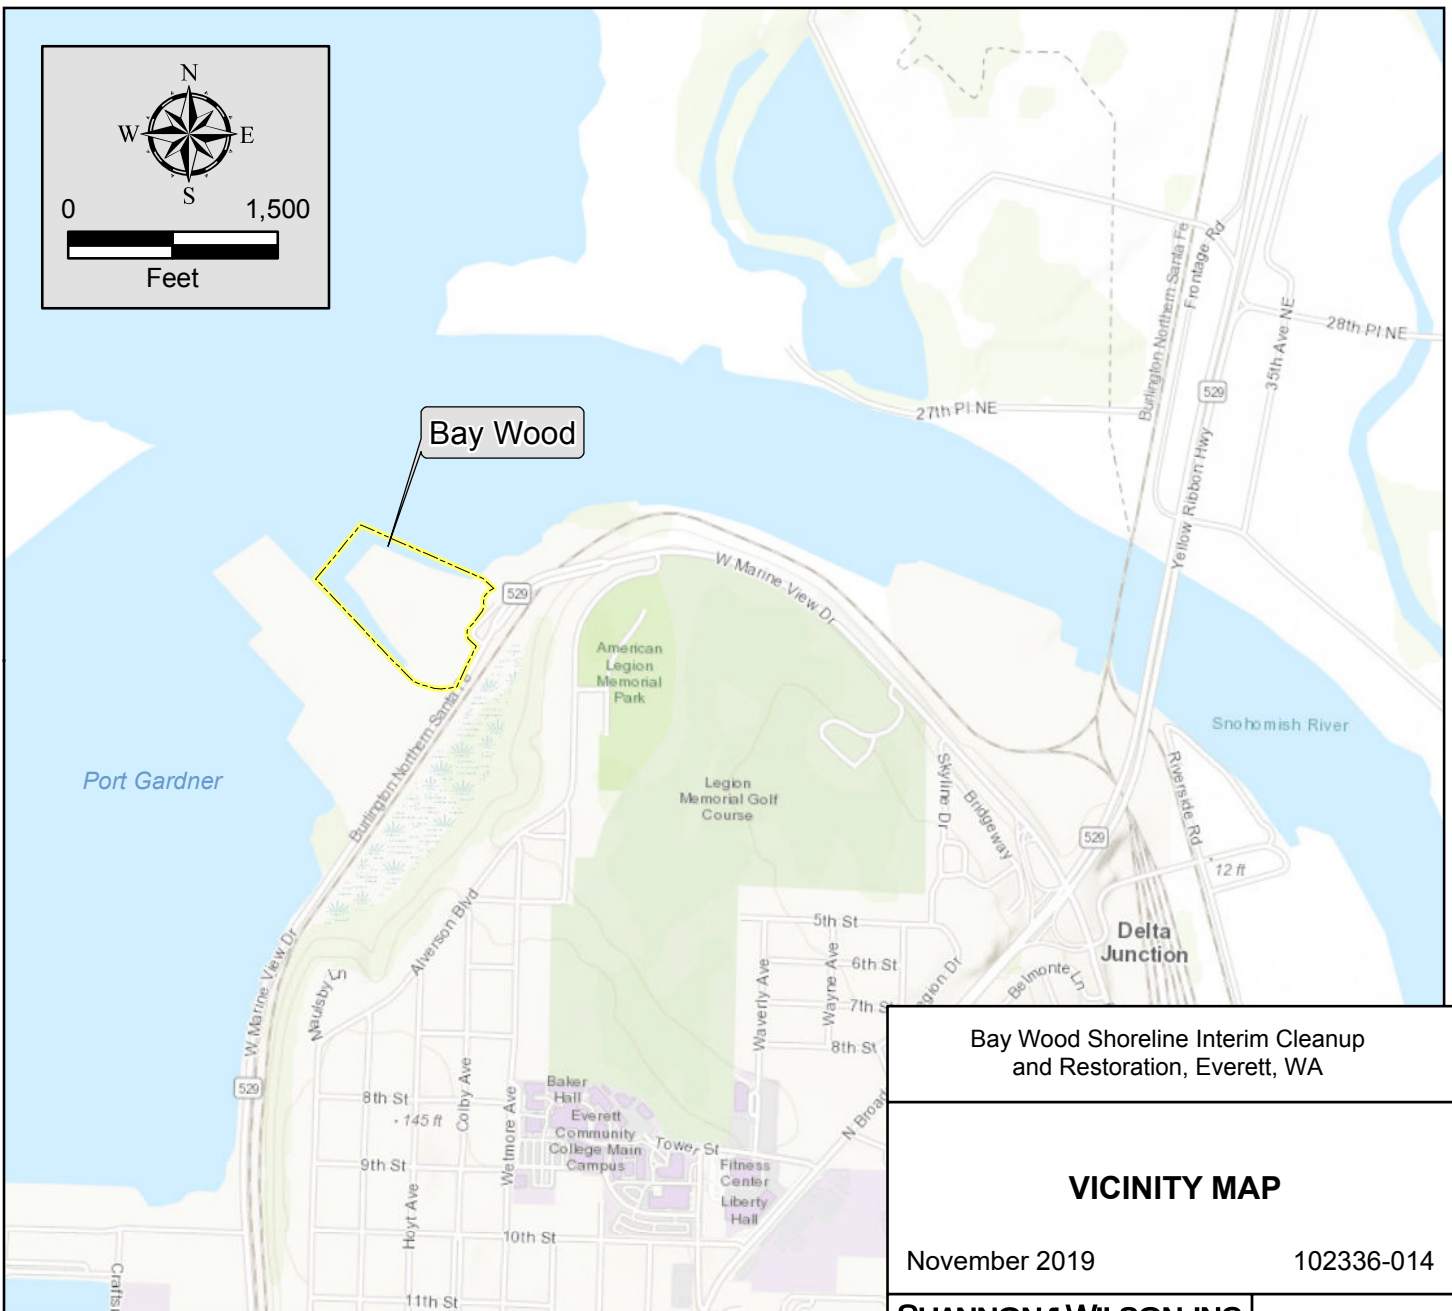 N
W
E
S
0
1,500
Feet
Bay Wood
28th Pl NE
27th Pl NE
35th Ave NE
Frontage Rd
Burlington Northern Santa Fe
529
Yellow Ribbon Hwy
529
W Marine View Dr
American
Legion
Memorial
Park
Snohomish River
Port Gardner
Burlington Northern Santa Fe
Legion
Memorial Golf
Course
Skyline Dr
Bridgeway
Riverside Rd
529
12 ft
Alverson Blvd
5th St
Delta
Junction
6th St
Belmonte Ln
7th St
8th St
Waverly Ave
Wayne Ave
W Marine View Dr
Naulsby Ln
529
8th St
145 ft
Colby Ave
Wetmore Ave
Baker
Hall
Everett
Community
College Main
Campus
Tower St
Fitness
Center
Liberty
Hall
N Broad
9th St
Hoyt Ave
10th St
11th St
Bay Wood Shoreline Interim Cleanup
and Restoration, Everett, WA
VICINITY MAP
November 2019
102336-014
SHANNON & WILSON, INC